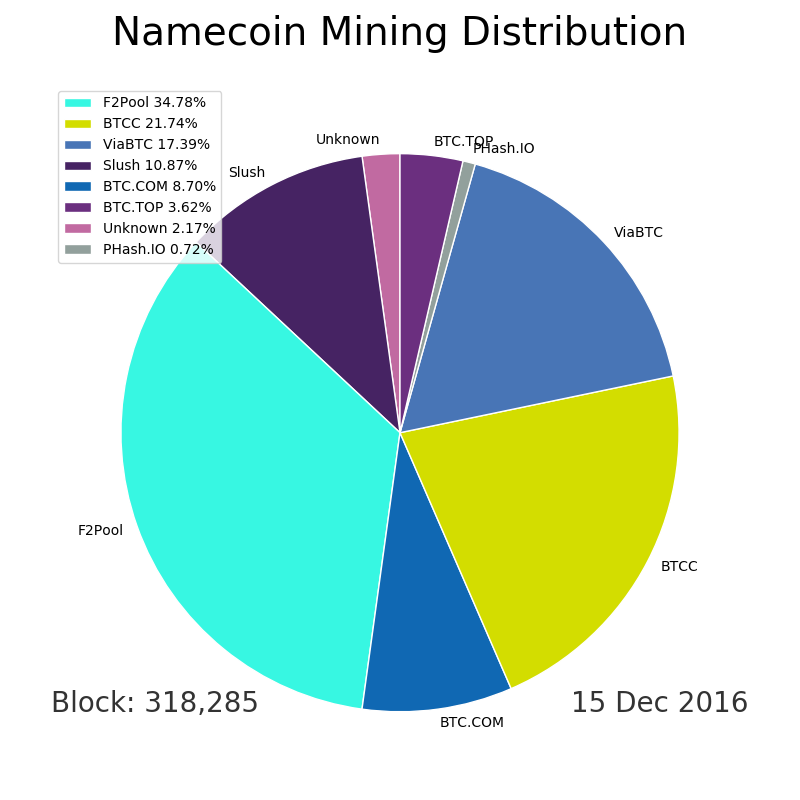 Namecoin Mining Distribution
F2Pool 34.78%
BTCC 21.74%
ViaBTC 17.39%
Slush 10.87%
BTC.COM 8.70%
BTC.TOP 3.62%
Unknown 2.17%
PHash.IO 0.72%
Unknown
BTC.TOP
PHash.IO
Slush
ViaBTC
F2Pool
BTCC
BTC.COM
Block: 318,285
15 Dec 2016